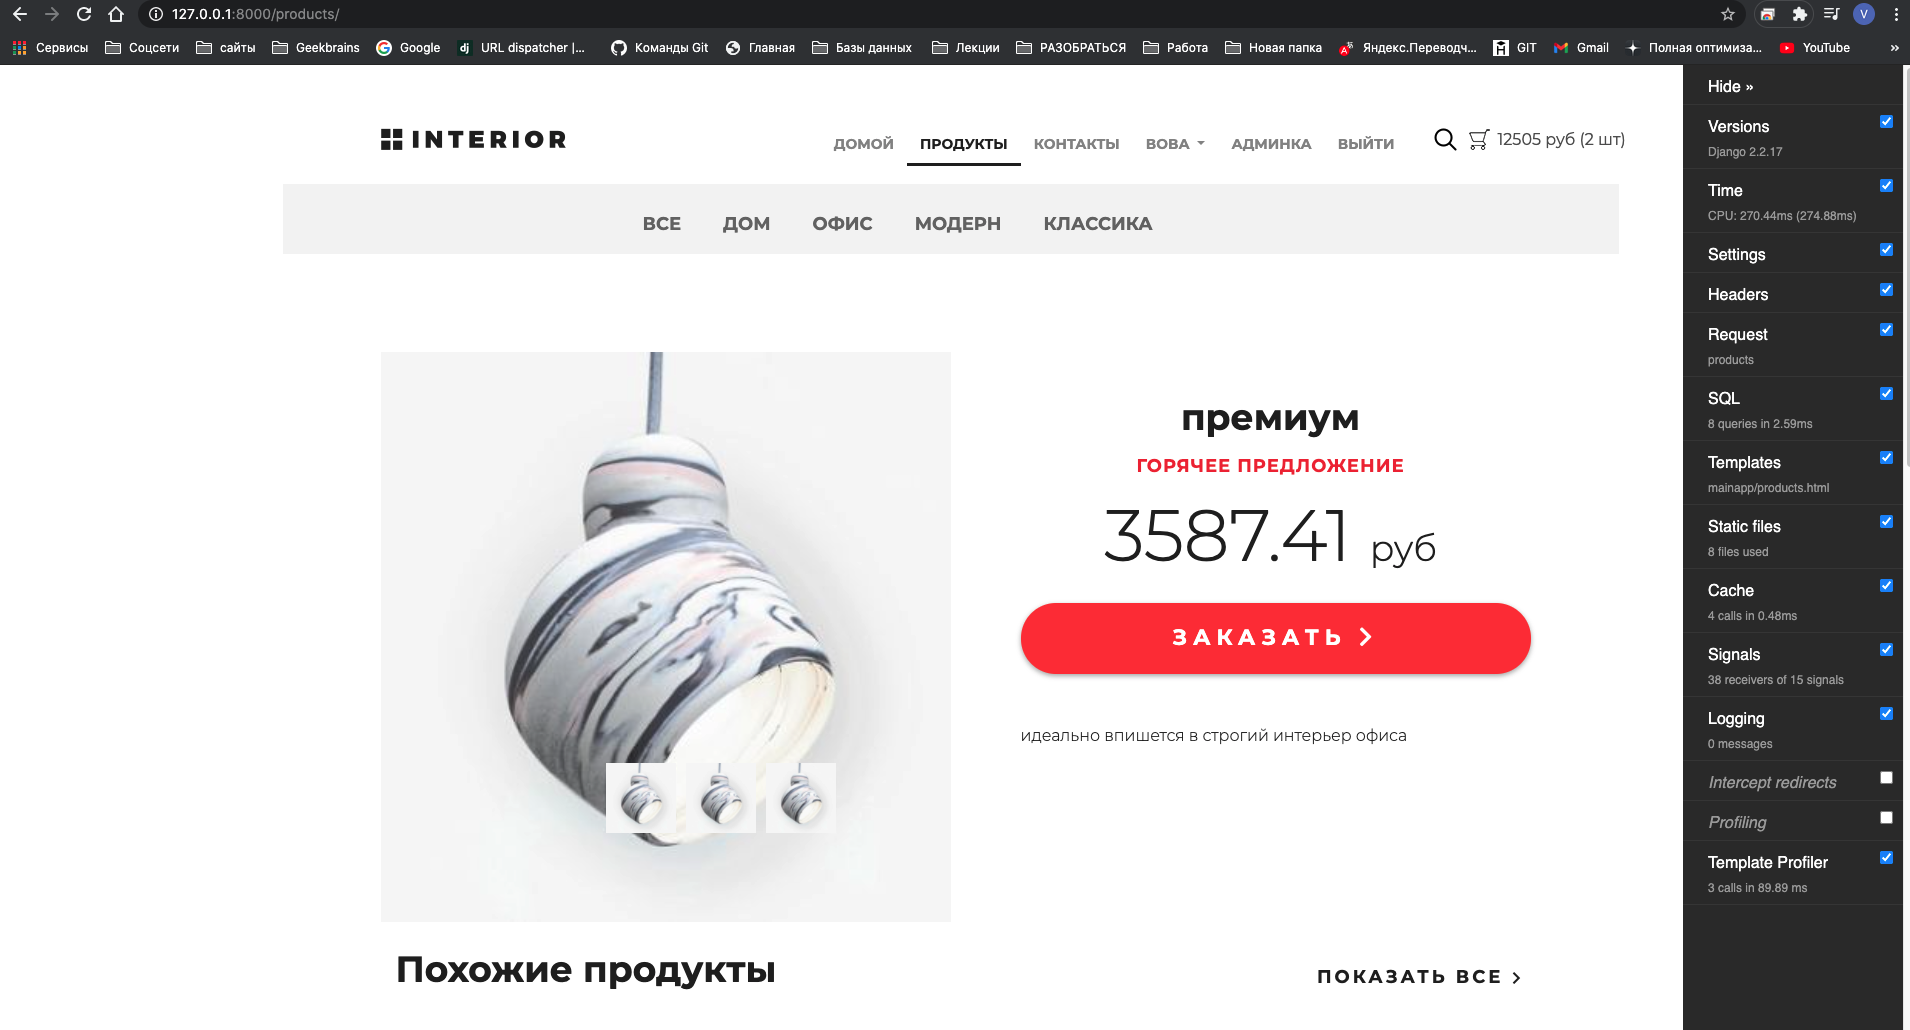 127.0.0.1:8000/products/
V
Сервисы
Соцсети
сайты
Geekbrains
Google
dj URL dispatcher |...
Команды Git
Главная
Базы данных
Лекции
РАЗОБРАТЬСЯ
Работа
Новая папка
Яндекс.Переводч...
GIT
Gmail
Полная оптимиза...
YouTube
»
INTERIOR
ДОМОЙ
ПРОДУКТЫ
КОНТАКТЫ
ВОВА
АДМИНКА
ВЫЙТИ
12505 руб (2 шт)
ВСЕ
ДОМ
ОФИС
МОДЕРН
КЛАССИКА
премиум
ГОРЯЧЕЕ ПРЕДЛОЖЕНИЕ
3587.41 руб
ЗАКАЗАТЬ
идеально впишется в строгий интерьер офиса
Похожие продукты
ПОКАЗАТЬ ВСЕ
Hide »
Versions
Django 2.2.17
Time
CPU: 270.44ms (274.88ms)
Settings
Headers
Request
products
SQL
8 queries in 2.59ms
Templates
mainapp/products.html
Static files
8 files used
Cache
4 calls in 0.48ms
Signals
38 receivers of 15 signals
Logging
0 messages
Intercept redirects
Profiling
Template Profiler
3 calls in 89.89 ms